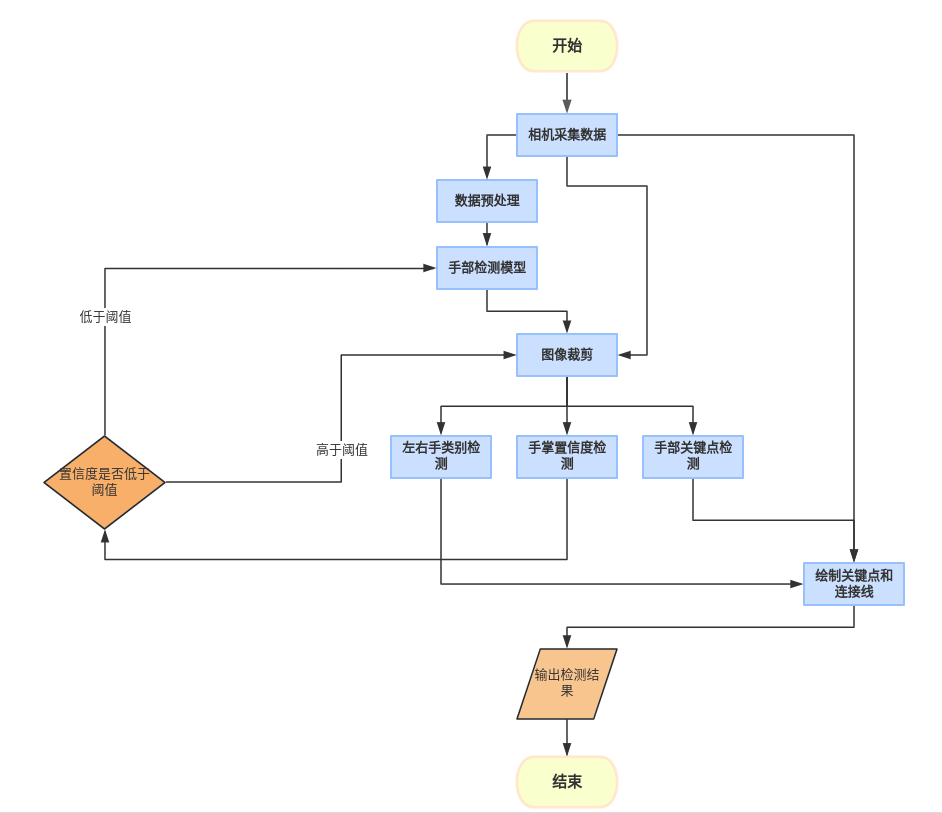 开始
相机采集数据
数据预处理
手部检测模型
低于阈值
图像裁剪
高于阈值
左右手类别检
测
手掌置信度检
测
手部关键点检
测
置信度是否低于
阈值
绘制关键点和
连接线
输出检测结
果
结束